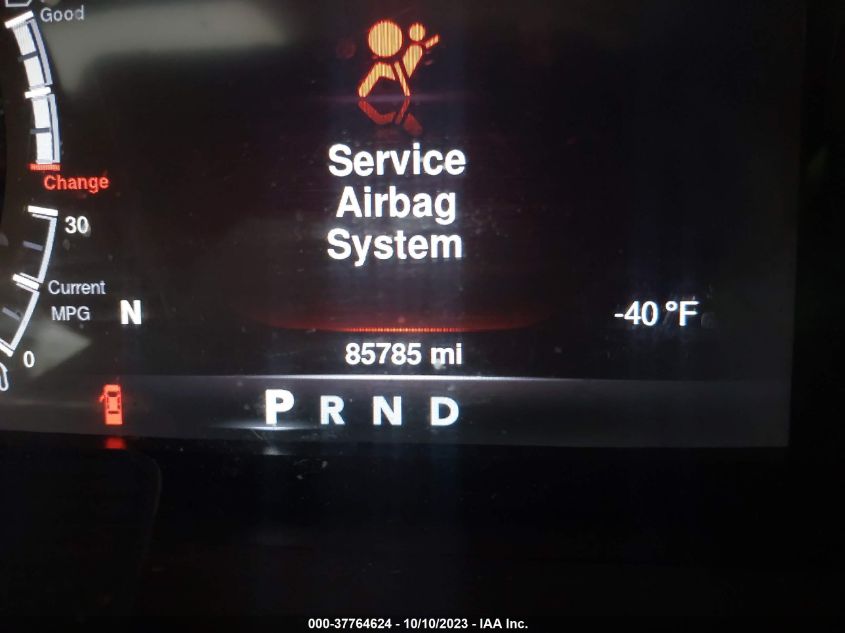 Good
Change
30
Current
MPG
0
N
Service
Airbag
System
-40 °F
85785 mi
P R N D
000-37764624 - 10/10/2023 - IAA Inc.